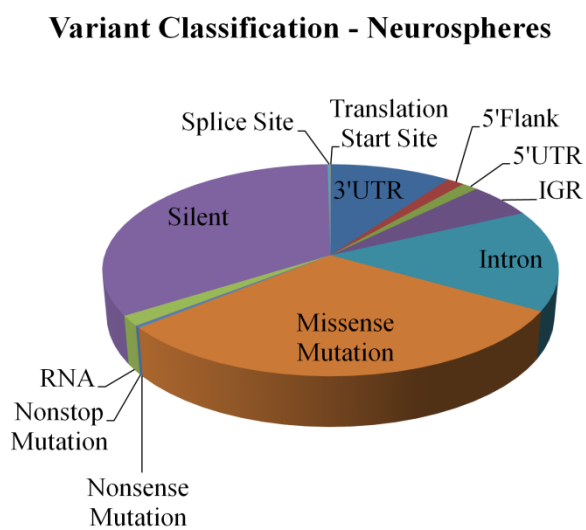 Variant Classification - Neurospheres
Splice Site
Translation
Start Site
5'Flank
5'UTR
IGR
3'UTR
Silent
Intron
Missense
Mutation
RNA
Nonstop
Mutation
Nonsense
Mutation